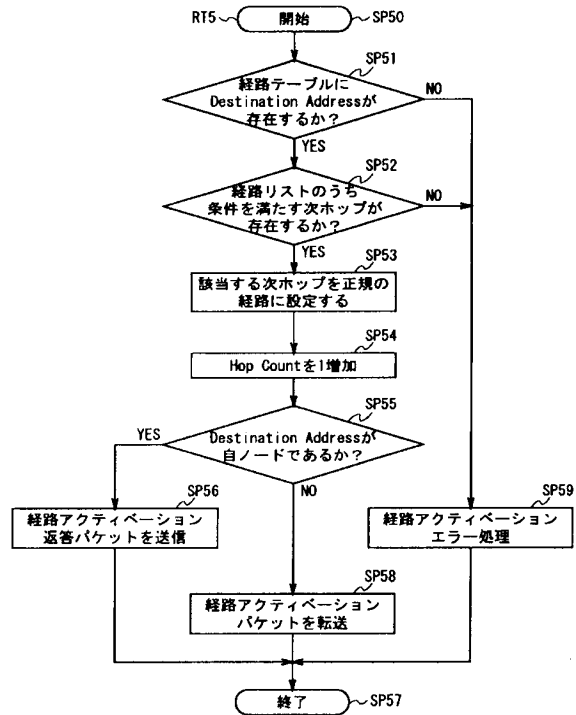 RT5
開始
SP50
SP51
経路テーブルに
Destination Addressが
存在するか?
NO
YES
SP52
経路リストのうち
条件を満たす次ホップが
存在するか?
NO
YES
SP53
該当する次ホップを正規の
経路に設定する
SP54
Hop Countを1増加
SP55
YES
Destination Addressが
自ノードであるか?
NO
SP56
経路アクティベーション
返答パケットを送信
SP59
経路アクティベーション
エラー処理
SP58
経路アクティベーション
パケットを転送
終了
SP57